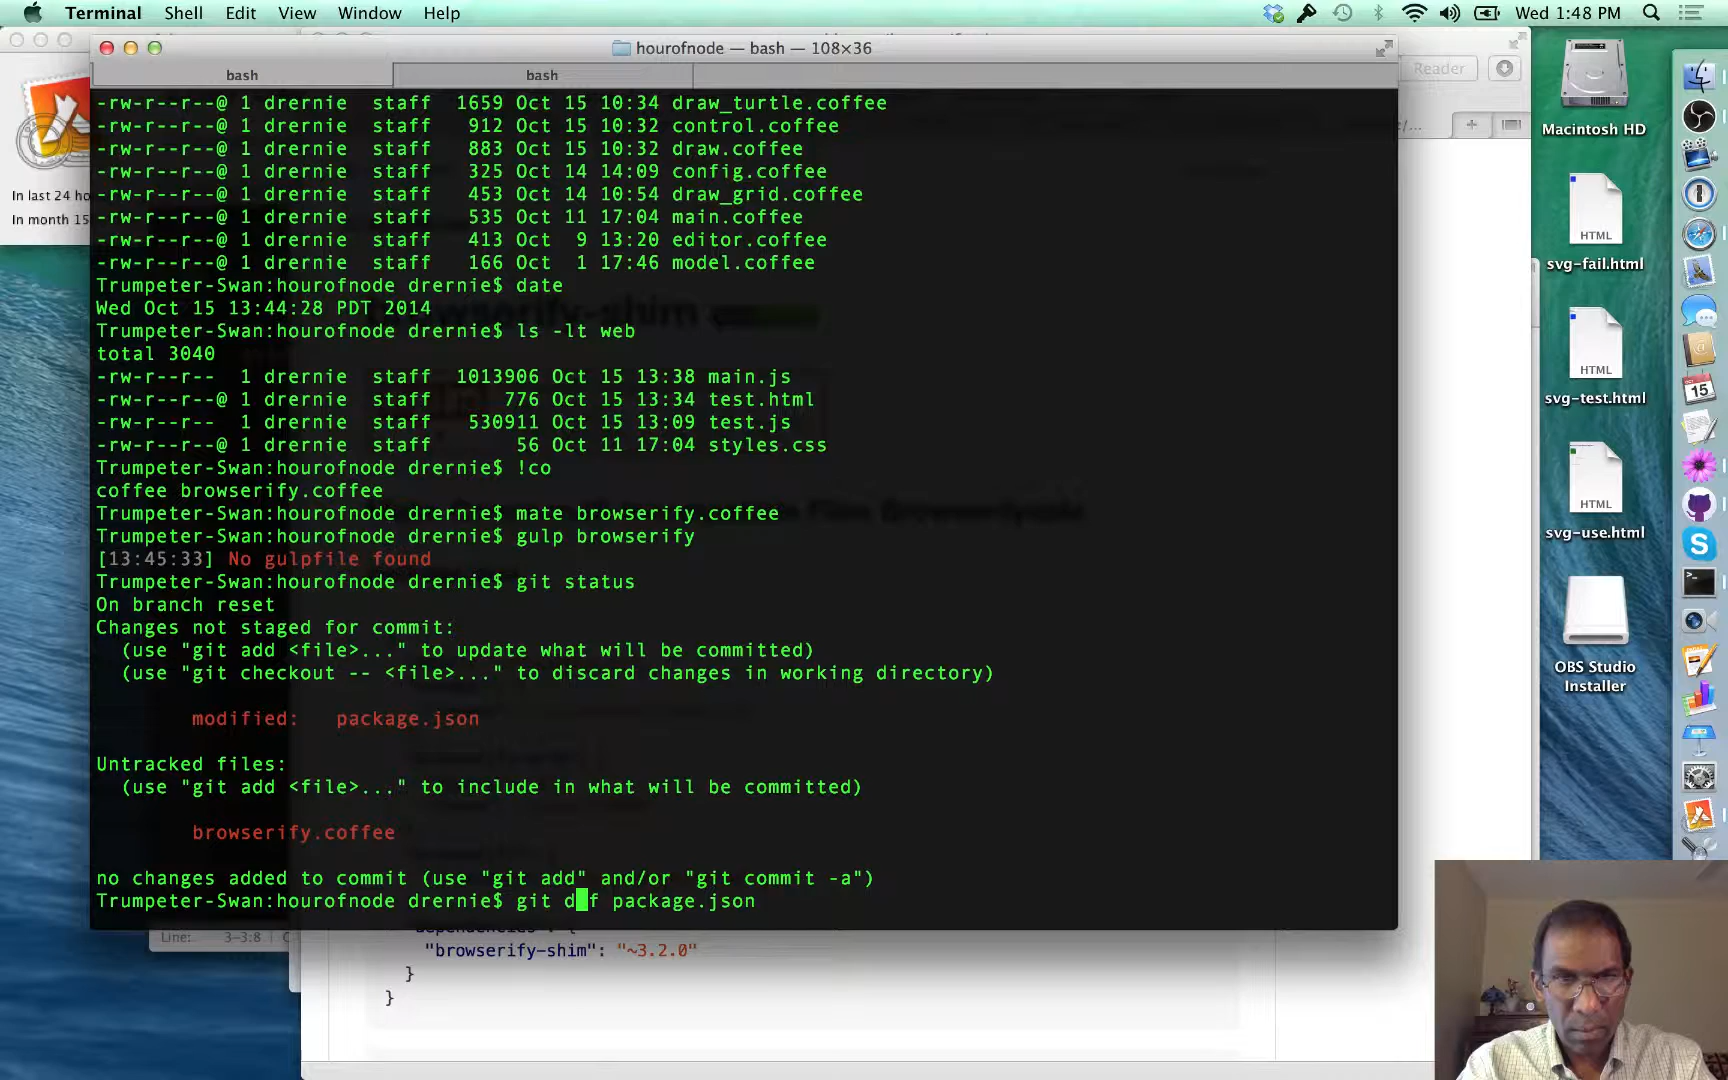 Terminal Shell Edit View Window Help Wed 1:48 PM
hourofnode — bash — 108×36
Reader
bash bash
-rw-r--r--@ 1 drernie staff 1659 Oct 15 10:34 draw_turtle.coffee
-rw-r--r--@ 1 drernie staff 912 Oct 15 10:32 control.coffee
-rw-r--r--@ 1 drernie staff 883 Oct 15 10:32 draw.coffee
-rw-r--r--@ 1 drernie staff 325 Oct 14 14:09 config.coffee
-rw-r--r--@ 1 drernie staff 453 Oct 14 10:54 draw_grid.coffee
-rw-r--r--@ 1 drernie staff 535 Oct 11 17:04 main.coffee
-rw-r--r--@ 1 drernie staff 413 Oct 9 13:20 editor.coffee
-rw-r--r--@ 1 drernie staff 166 Oct 1 17:46 model.coffee
Trumpeter-Swan:hourofnode drernie$ date
Wed Oct 15 13:44:28 PDT 2014
Trumpeter-Swan:hourofnode drernie$ ls -lt web
total 3040
-rw-r--r-- 1 drernie staff 1013906 Oct 15 13:38 main.js
-rw-r--r--@ 1 drernie staff 776 Oct 15 13:34 test.html
-rw-r--r-- 1 drernie staff 530911 Oct 15 13:09 test.js
-rw-r--r--@ 1 drernie staff 56 Oct 11 17:04 styles.css
Trumpeter-Swan:hourofnode drernie$ !co
coffee browserify.coffee
Trumpeter-Swan:hourofnode drernie$ mate browserify.coffee
Trumpeter-Swan:hourofnode drernie$ gulp browserify
[13:45:33] No gulpfile found
Trumpeter-Swan:hourofnode drernie$ git status
On branch reset
Changes not staged for commit:
(use "git add <file>..." to update what will be committed)
(use "git checkout -- <file>..." to discard changes in working directory)
modified: package.json
Untracked files:
(use "git add <file>..." to include in what will be committed)
browserify.coffee
no changes added to commit (use "git add" and/or "git commit -a")
Trumpeter-Swan:hourofnode drernie$ git d f package.json
In last 24 ho
In month 15
Line: 3-3:8
"browserify-shim": "~3.2.0"
}
}
Macintosh HD
HTML
svg-fail.html
HTML
svg-test.html
HTML
svg-use.html
OBS Studio
Installer
15